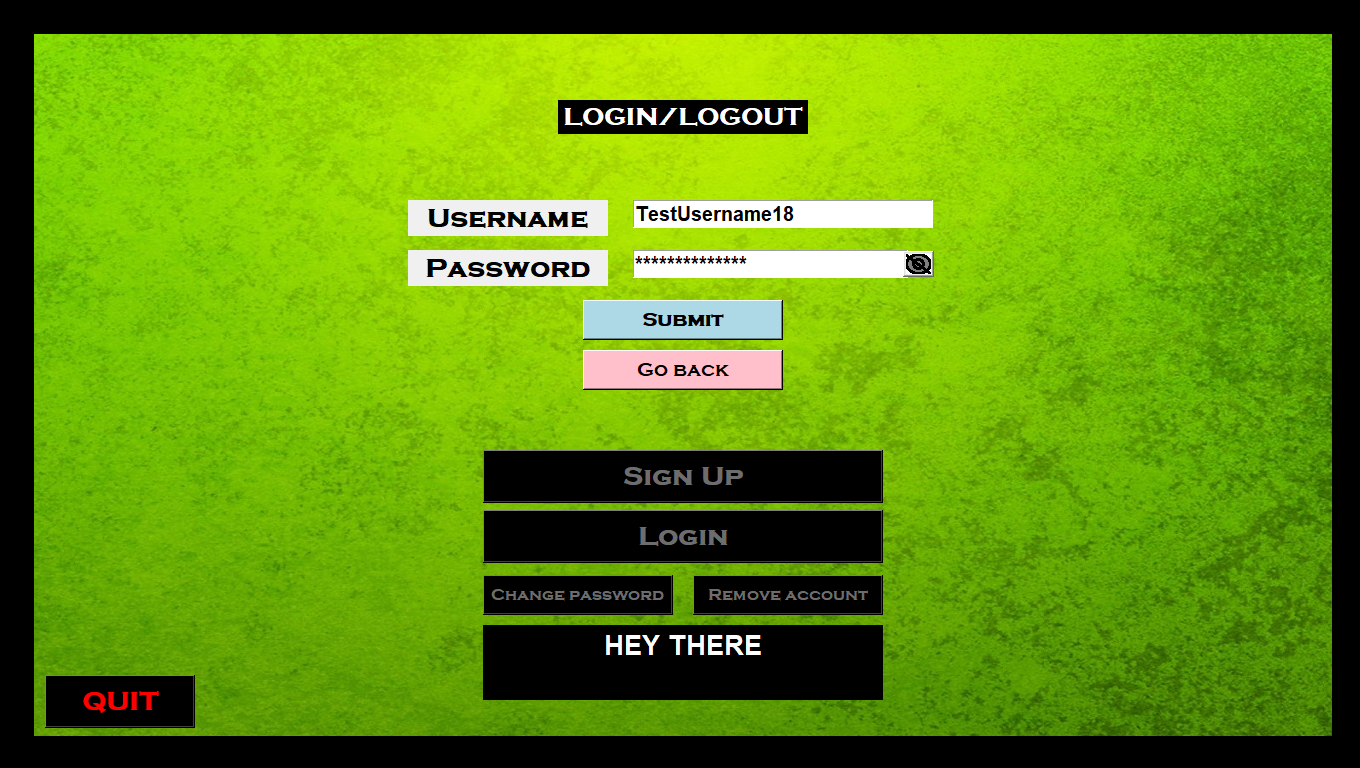 LOGIN/LOGOUT
USERNAME TestUsername18
PASSWORD **************
SUBMIT
GO BACK
SIGN UP
LOGIN
CHANGE PASSWORD REMOVE ACCOUNT
HEY THERE
QUIT